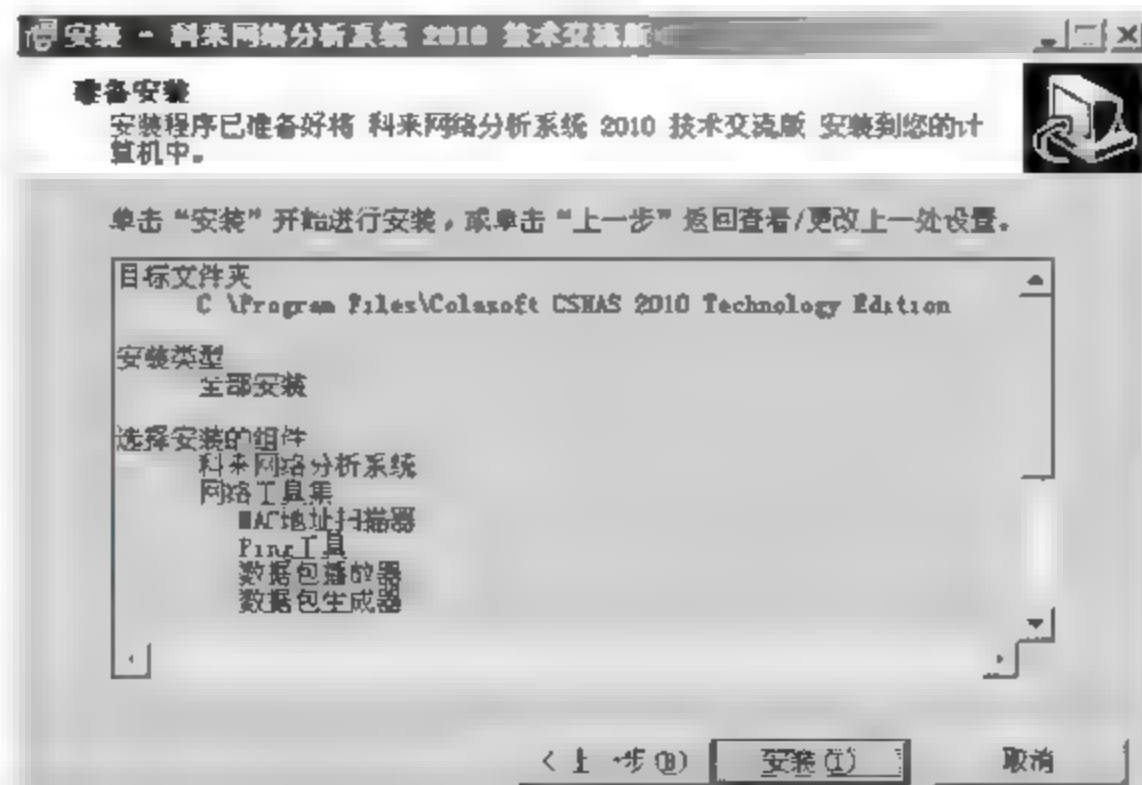 安装 - 科来网络分析系统 2010 技术交流版
准备安装
安装程序已准备好将 科来网络分析系统 2010 技术交流版 安装到您的计
算机中。
单击“安装”开始进行安装，或单击“上一步”返回查看/更改上一处设置。
目标文件夹
C:\Program Files\Colasoft CSNAS 2010 Technology Edition
安装类型
全部安装
选择安装的组件
科来网络分析系统
网络工具集
MAC地址扫描器
Ping工具
数据包播放器
数据包生成器
< 上一步(B)
安装(I)
取消